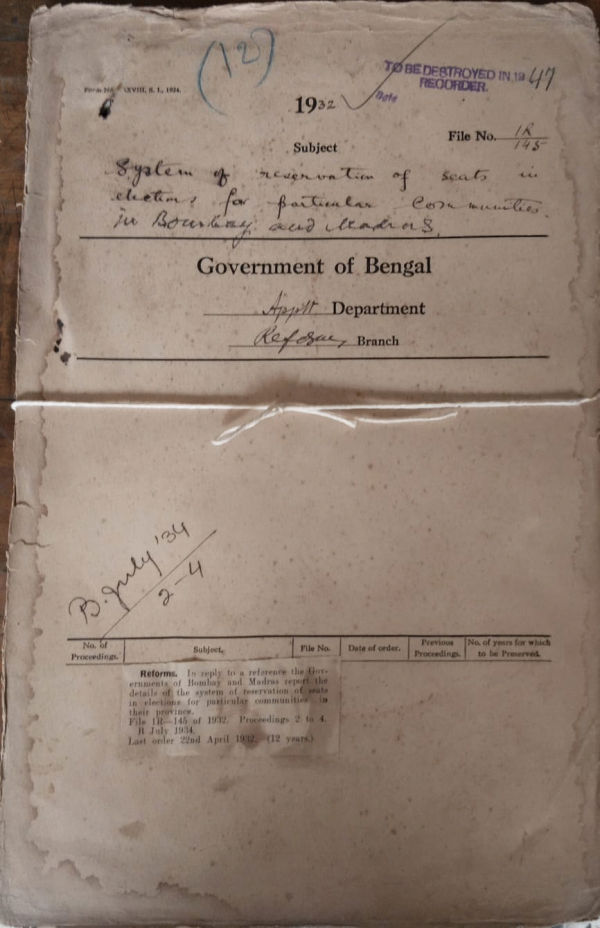 (12)
TO BE DESTROYED IN 1947
RECORDER.
Date
XVIII, S. I., 1924.
1932
File No. 1R/145
Subject
System of reservation of seats in
elections for particular communities.
in Bombay and Madras.
Government of Bengal
Apptt Department
Branch
B. July '34
2-4
No. of Proceedings. Subject. File No. Date of order. Previous Proceedings. No. of years for which to be Preserved.
Reforms. In reply to a reference the Gov-
ernments of Bombay and Madras report the
details of the system of reservation of seats
in elections for particular communities in
their province.
File 1R—145 of 1932. Proceedings 2 to 4.
B July 1934.
Last order 22nd April 1932. (12 years.)